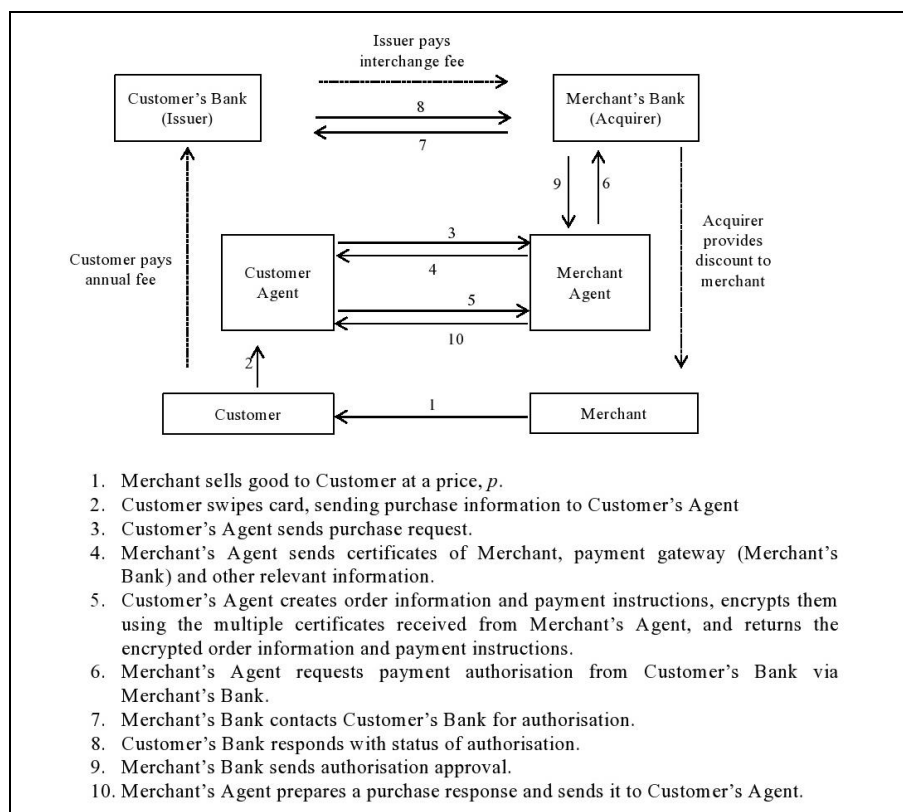 Issuer pays
interchange fee
Customer's Bank
(Issuer)
8
7
Merchant's Bank
(Acquirer)
9
6
Customer pays
annual fee
Customer
Agent
3
4
5
10
Merchant
Agent
Acquirer
provides
discount to
merchant
2
Customer
1
Merchant
1. Merchant sells good to Customer at a price, p.
2. Customer swipes card, sending purchase information to Customer's Agent
3. Customer's Agent sends purchase request.
4. Merchant's Agent sends certificates of Merchant, payment gateway (Merchant's
Bank) and other relevant information.
5. Customer's Agent creates order information and payment instructions, encrypts them
using the multiple certificates received from Merchant's Agent, and returns the
encrypted order information and payment instructions.
6. Merchant's Agent requests payment authorisation from Customer's Bank via
Merchant's Bank.
7. Merchant's Bank contacts Customer's Bank for authorisation.
8. Customer's Bank responds with status of authorisation.
9. Merchant's Bank sends authorisation approval.
10. Merchant's Agent prepares a purchase response and sends it to Customer's Agent.